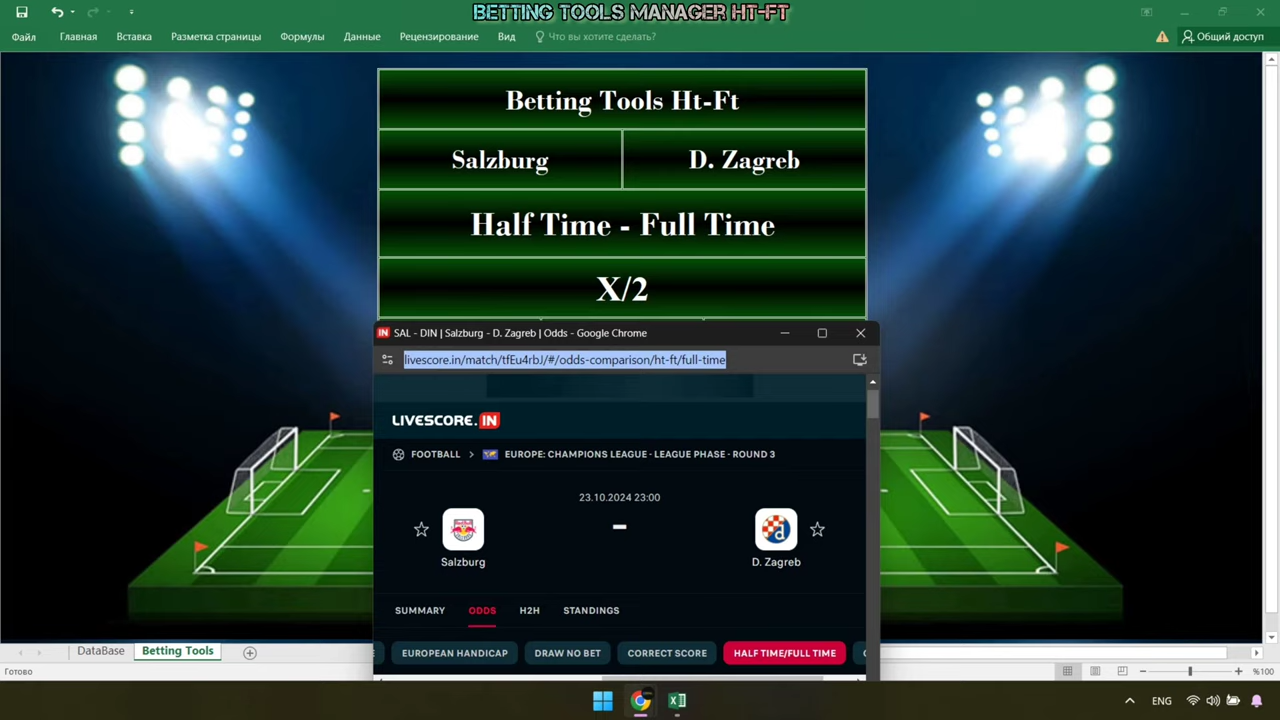 BETTING TOOLS MANAGER HT-FT
Файл Главная Вставка Разметка страницы Формулы Данные Рецензирование Вид Что вы хотите сделать? Общий доступ
Betting Tools Ht-Ft
Salzburg D. Zagreb
Half Time - Full Time
X/2
IN SAL - DIN | Salzburg - D. Zagreb | Odds - Google Chrome
livescore.in/match/tfEu4rbJ/#/odds-comparison/ht-ft/full-time
LIVESCORE.IN
FOOTBALL > EUROPE: CHAMPIONS LEAGUE - LEAGUE PHASE - ROUND 3
23.10.2024 23:00
-
Salzburg D. Zagreb
SUMMARY ODDS H2H STANDINGS
EUROPEAN HANDICAP DRAW NO BET CORRECT SCORE HALF TIME/FULL TIME
DataBase Betting Tools
Готово %100
ENG